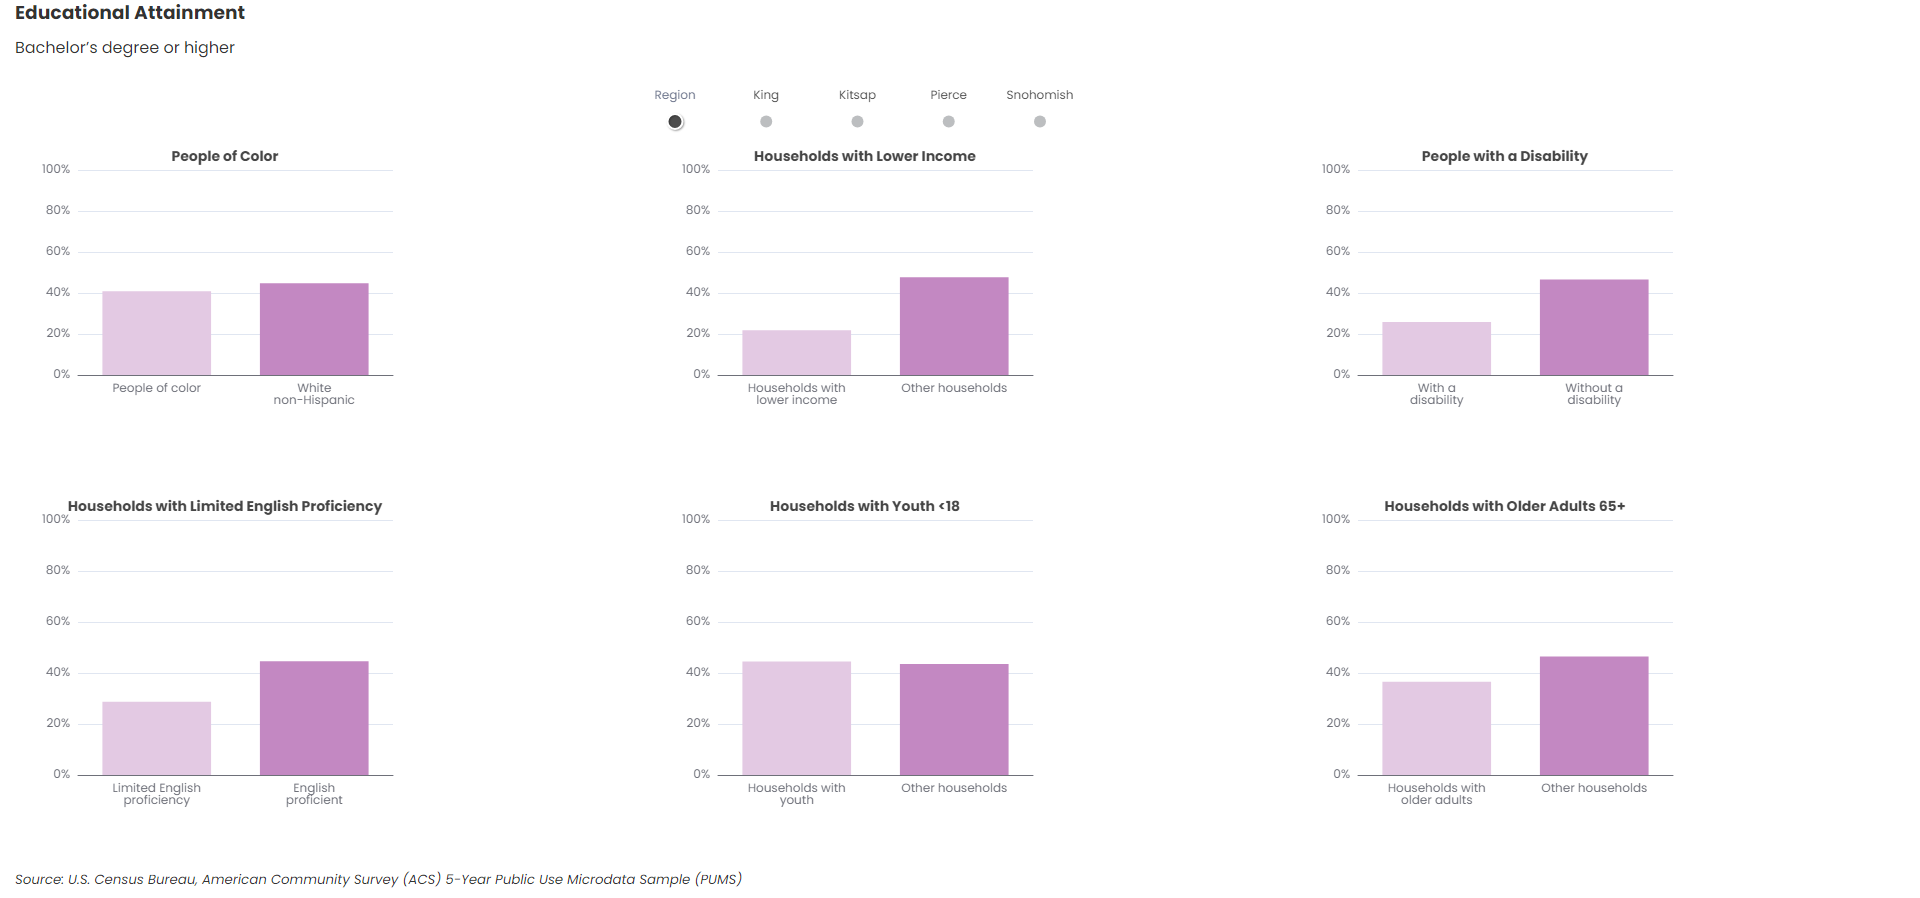 Educational Attainment
Bachelor’s degree or higher
Region King Kitsap Pierce Snohomish
People of Color
100%
80%
60%
40%
20%
0%
People of color
White
non-Hispanic
Households with Lower Income
100%
80%
60%
40%
20%
0%
Households with
lower income
Other households
People with a Disability
100%
80%
60%
40%
20%
0%
With a
disability
Without a
disability
Households with Limited English Proficiency
100%
80%
60%
40%
20%
0%
Limited English
proficiency
English
proficient
Households with Youth <18
100%
80%
60%
40%
20%
0%
Households with
youth
Other households
Households with Older Adults 65+
100%
80%
60%
40%
20%
0%
Households with
older adults
Other households
Source: U.S. Census Bureau, American Community Survey (ACS) 5-Year Public Use Microdata Sample (PUMS)